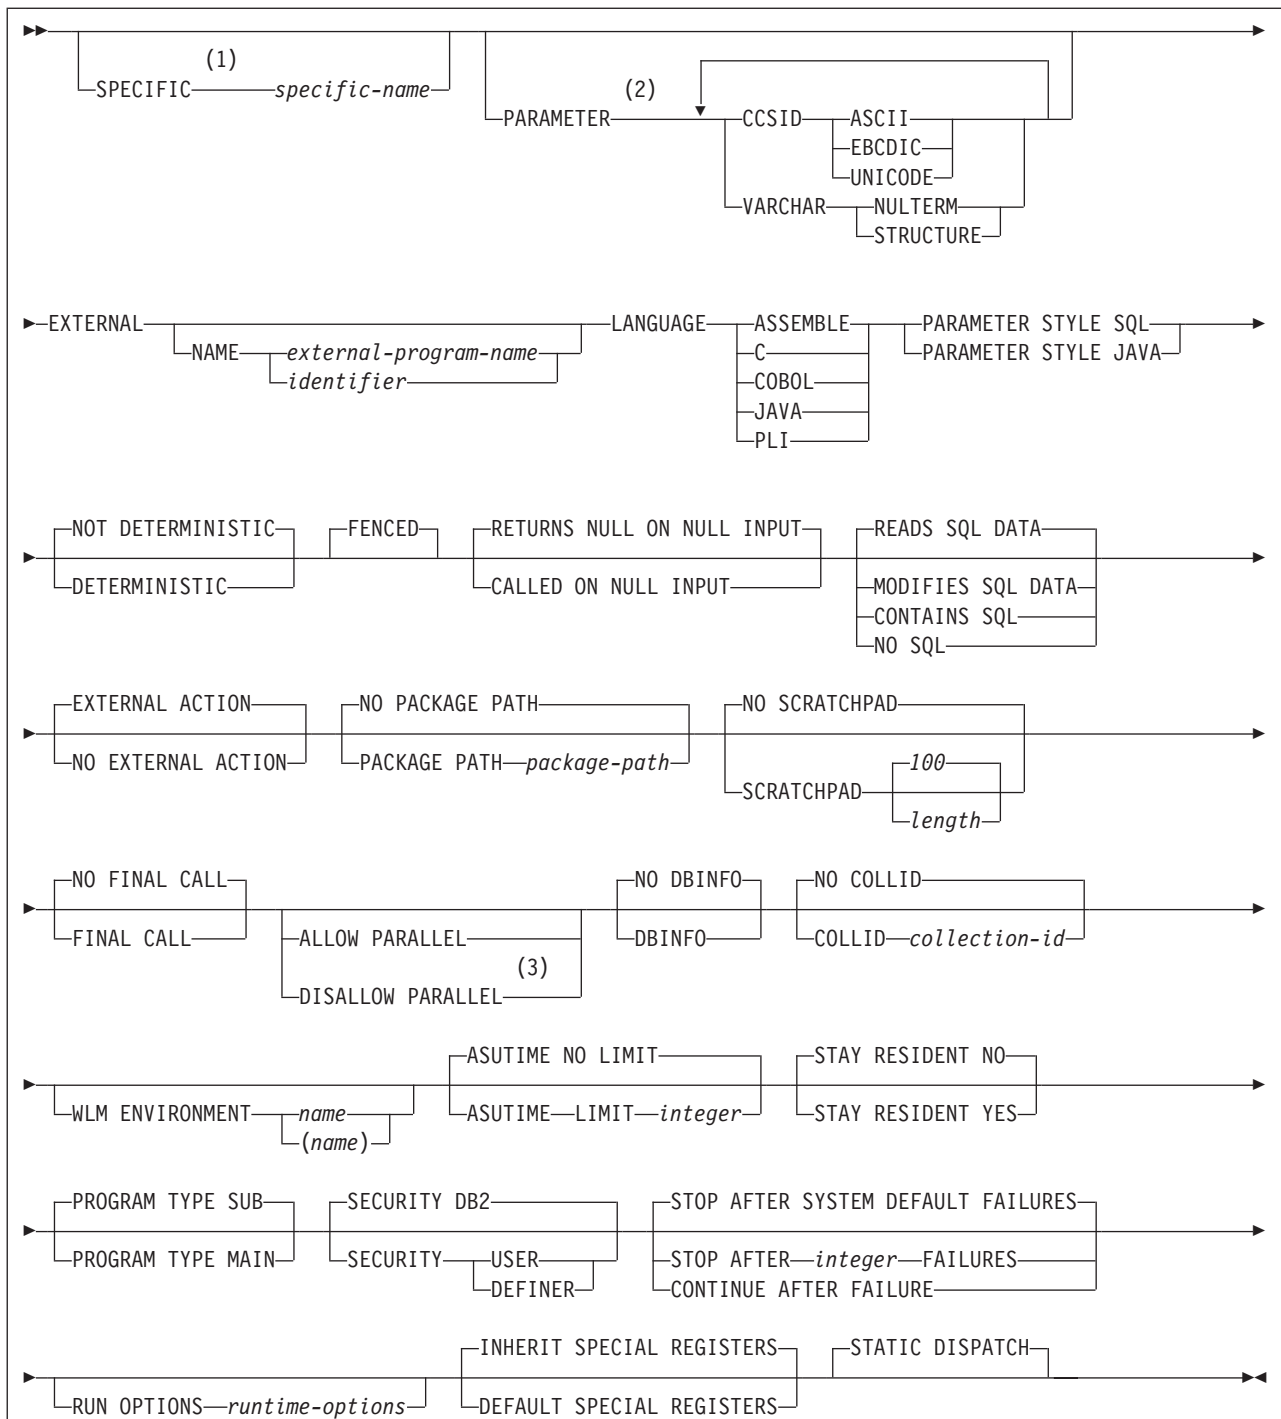 (1)
SPECIFIC specific-name
(2)
PARAMETER CCSID ASCII
EBCDIC
UNICODE
VARCHAR NULTERM
STRUCTURE
EXTERNAL LANGUAGE ASSEMBLE PARAMETER STYLE SQL
NAME external-program-name C PARAMETER STYLE JAVA
identifier COBOL
JAVA
PLI
NOT DETERMINISTIC FENCED RETURNS NULL ON NULL INPUT READS SQL DATA
DETERMINISTIC CALLED ON NULL INPUT MODIFIES SQL DATA
CONTAINS SQL
NO SQL
EXTERNAL ACTION NO PACKAGE PATH NO SCRATCHPAD
NO EXTERNAL ACTION PACKAGE PATH package-path 100
SCRATCHPAD
length
NO FINAL CALL NO DBINFO NO COLLID
FINAL CALL ALLOW PARALLEL DBINFO COLLID collection-id
(3)
DISALLOW PARALLEL
ASUTIME NO LIMIT STAY RESIDENT NO
WLM ENVIRONMENT name ASUTIME LIMIT integer STAY RESIDENT YES
(name)
PROGRAM TYPE SUB SECURITY DB2 STOP AFTER SYSTEM DEFAULT FAILURES
PROGRAM TYPE MAIN SECURITY USER STOP AFTER integer FAILURES
DEFINER CONTINUE AFTER FAILURE
INHERIT SPECIAL REGISTERS STATIC DISPATCH
RUN OPTIONS runtime-options DEFAULT SPECIAL REGISTERS